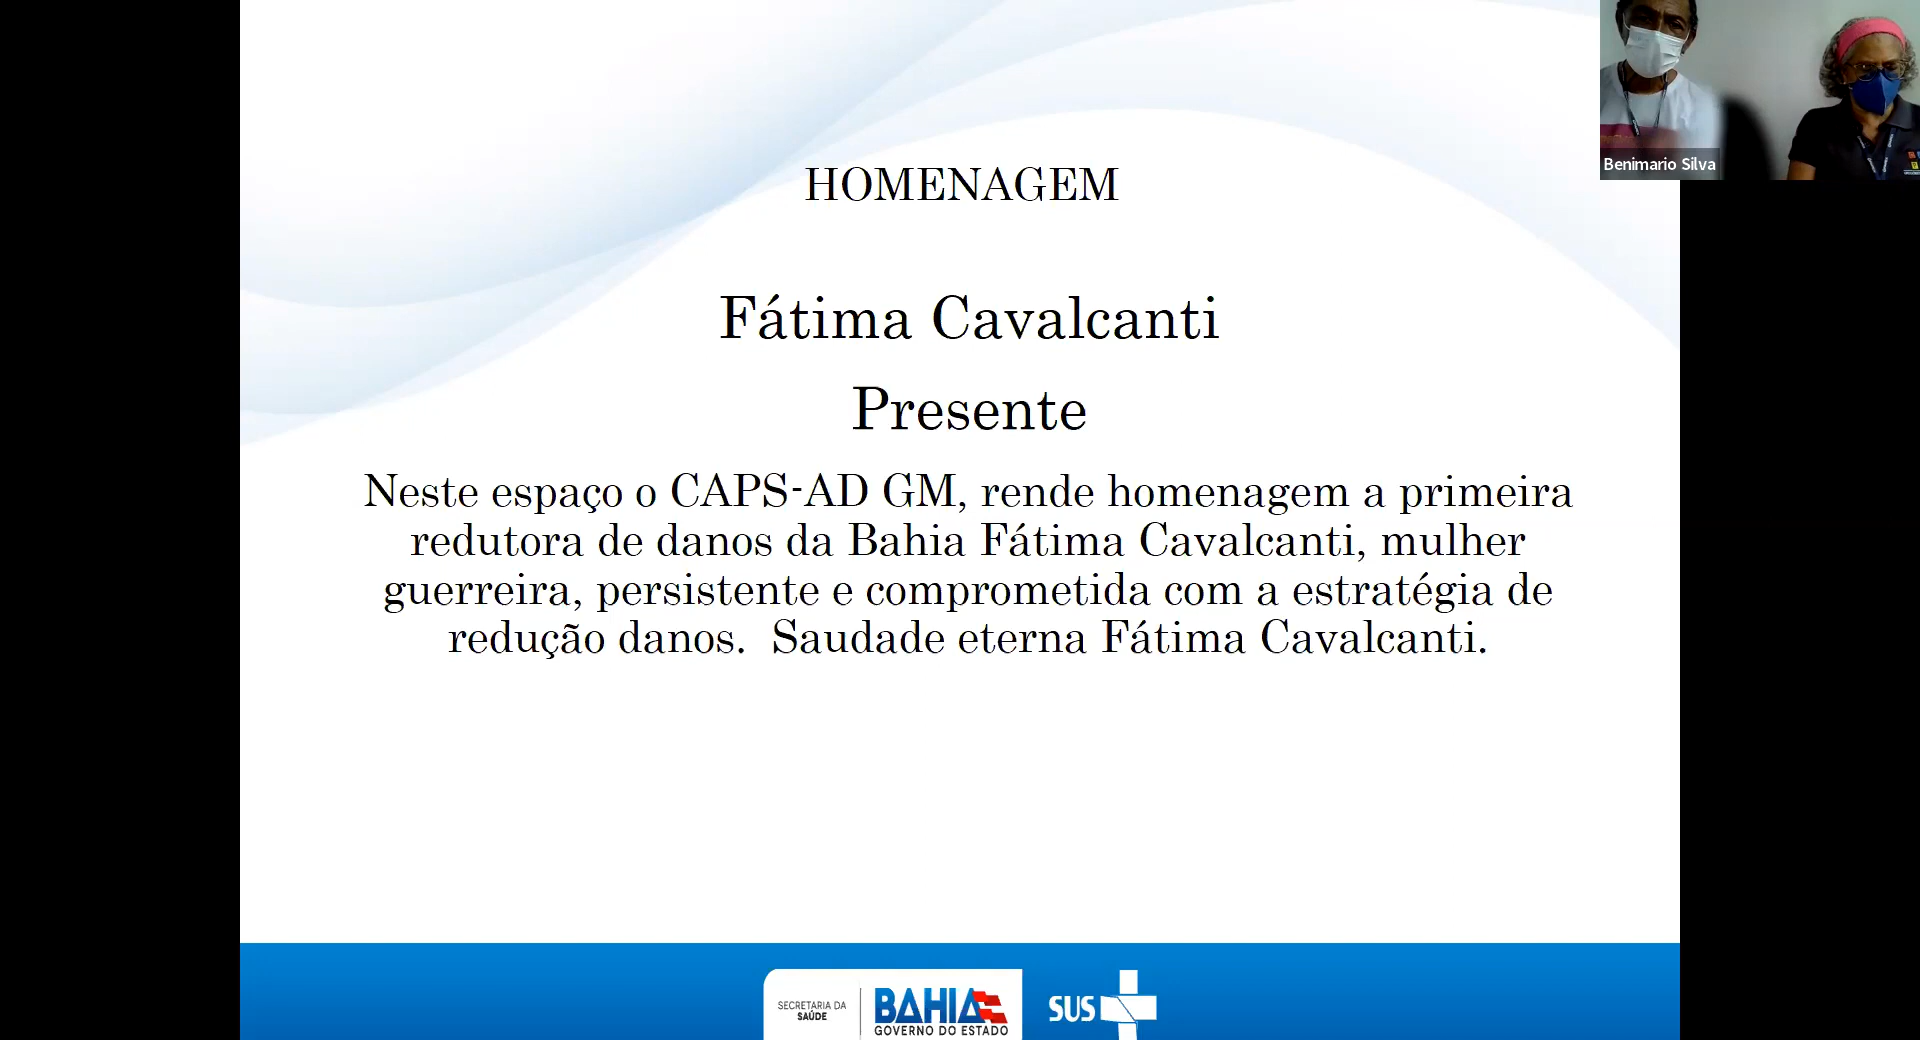 Benimario Silva
HOMENAGEM
Fátima Cavalcanti
Presente
Neste espaço o CAPS-AD GM, rende homenagem a primeira
redutora de danos da Bahia Fátima Cavalcanti, mulher
guerreira, persistente e comprometida com a estratégia de
redução danos.  Saudade eterna Fátima Cavalcanti.
SECRETARIA DA
SAÚDE
BAHIA
GOVERNO DO ESTADO
SUS